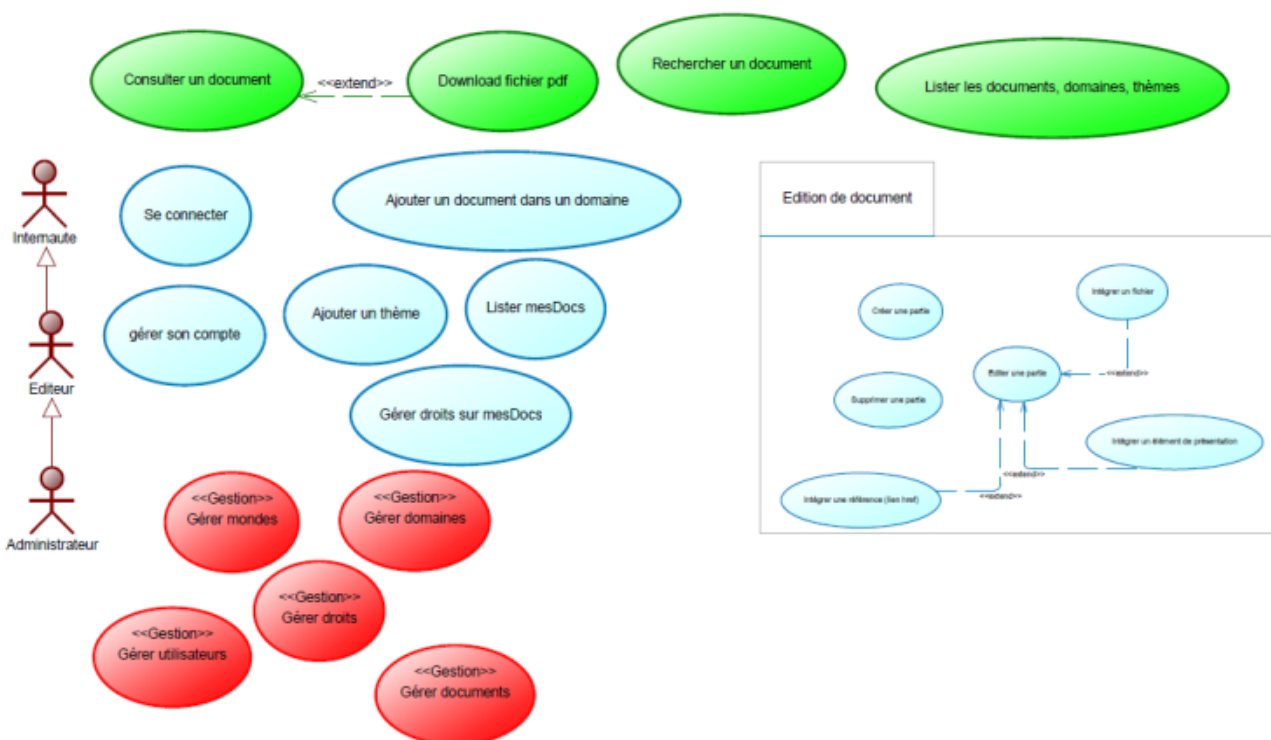 Consulter un document
<<extend>>
Download fichier pdf
Rechercher un document
Lister les documents, domaines, thèmes
Internaute
Se connecter
Ajouter un document dans un domaine
Edition de document
Editeur
gérer son compte
Ajouter un thème
Lister mesDocs
Gérer droits sur mesDocs
Intégrer un fichier
Créer une partie
Editer une partie
<<extend>>
Supprimer une partie
Intégrer un élément de présentation
<<extend>>
Intégrer une référence (lien href)
<<extend>>
Administrateur
<<Gestion>>
Gérer mondes
<<Gestion>>
Gérer domaines
<<Gestion>>
Gérer droits
<<Gestion>>
Gérer utilisateurs
<<Gestion>>
Gérer documents